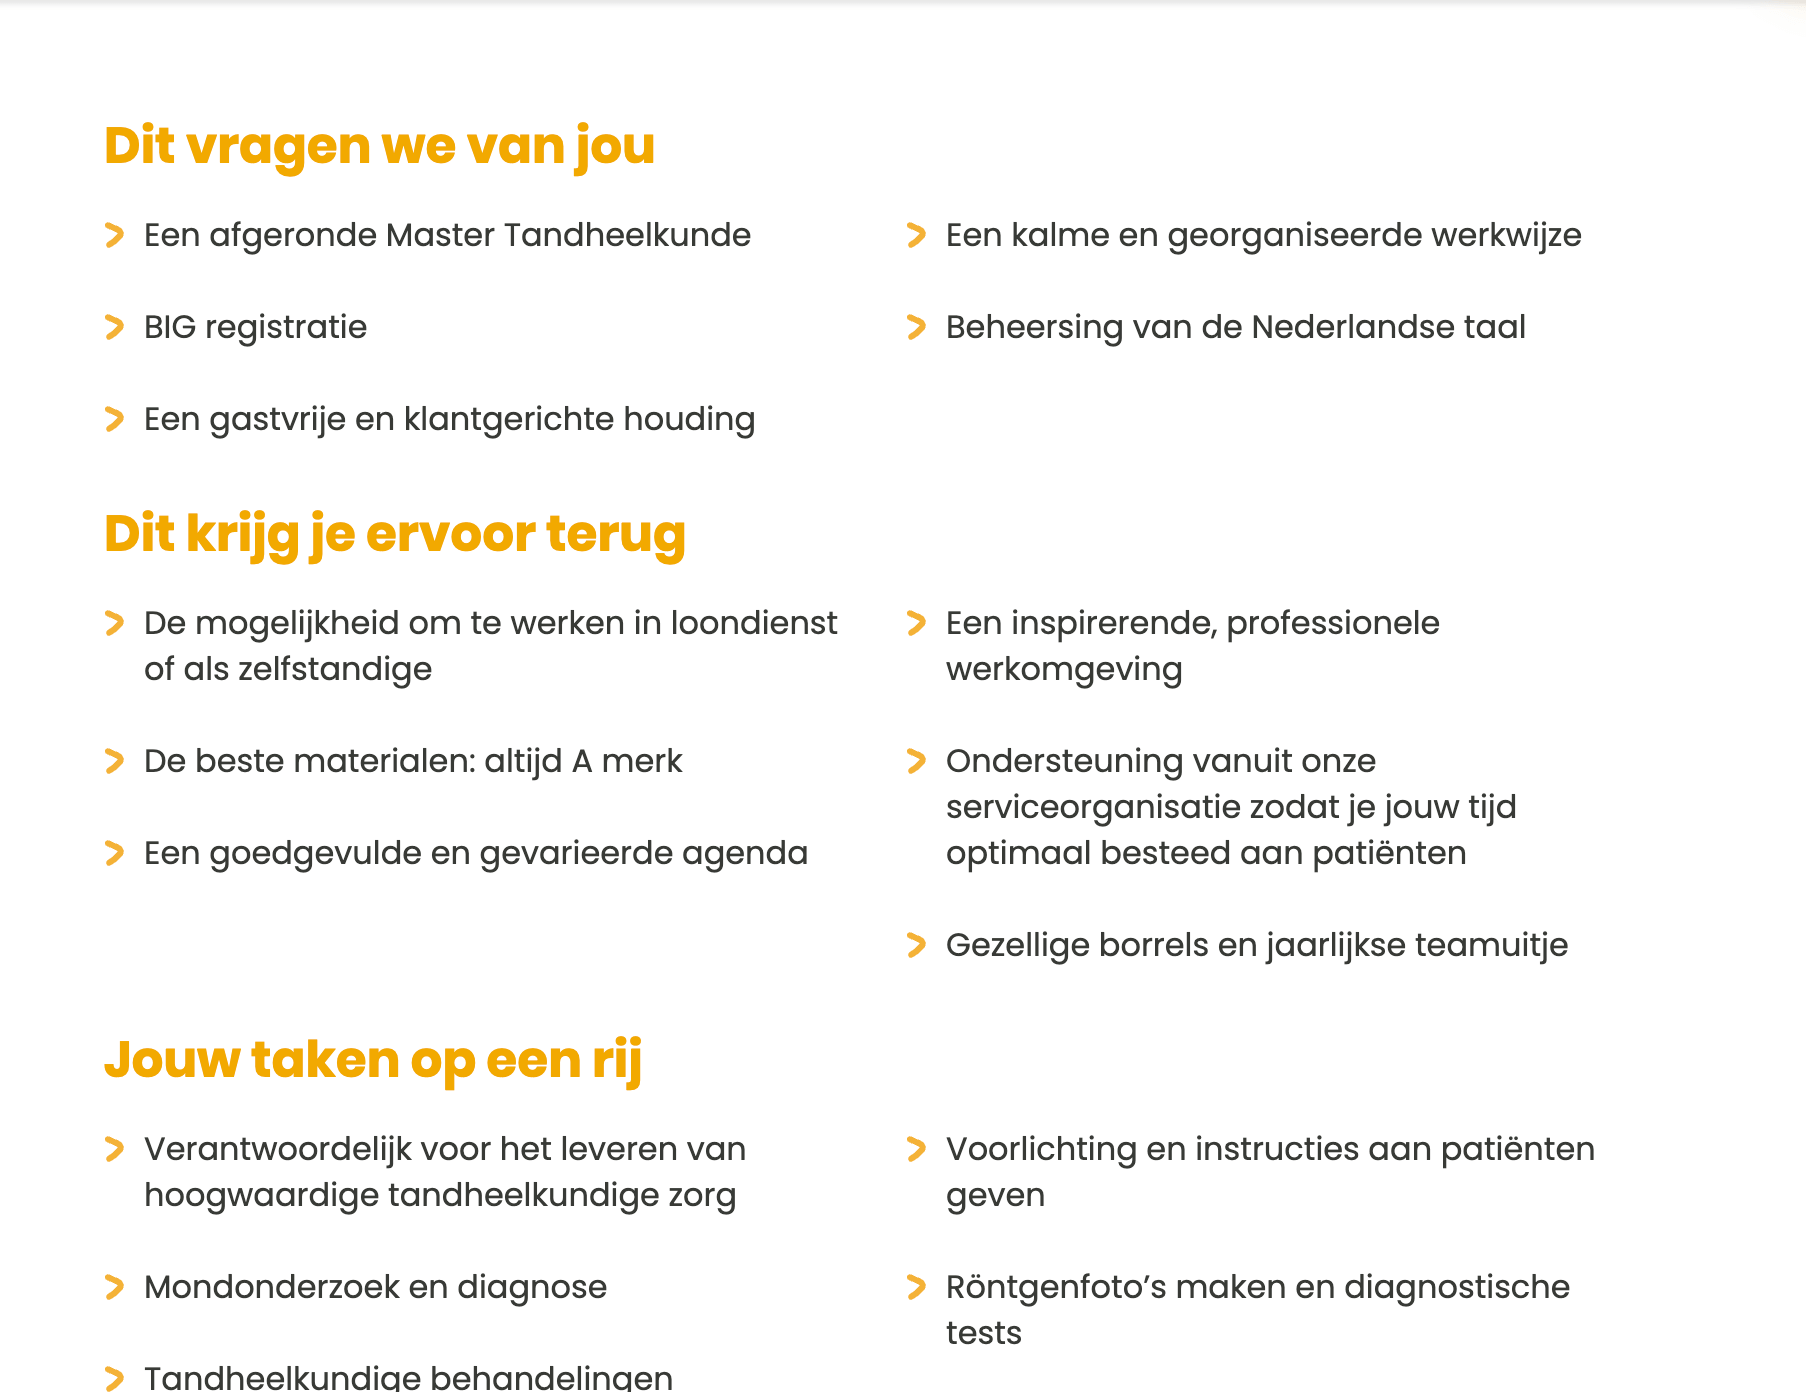 Dit vragen we van jou
Een afgeronde Master Tandheelkunde
BIG registratie
Een gastvrije en klantgerichte houding
Een kalme en georganiseerde werkwijze
Beheersing van de Nederlandse taal
Dit krijg je ervoor terug
De mogelijkheid om te werken in loondienst
of als zelfstandige
De beste materialen: altijd A merk
Een goedgevulde en gevarieerde agenda
Een inspirerende, professionele
werkomgeving
Ondersteuning vanuit onze
serviceorganisatie zodat je jouw tijd
optimaal besteed aan patiënten
Gezellige borrels en jaarlijkse teamuitje
Jouw taken op een rij
Verantwoordelijk voor het leveren van
hoogwaardige tandheelkundige zorg
Mondonderzoek en diagnose
Tandheelkundige behandelingen
Voorlichting en instructies aan patiënten
geven
Röntgenfoto’s maken en diagnostische
tests